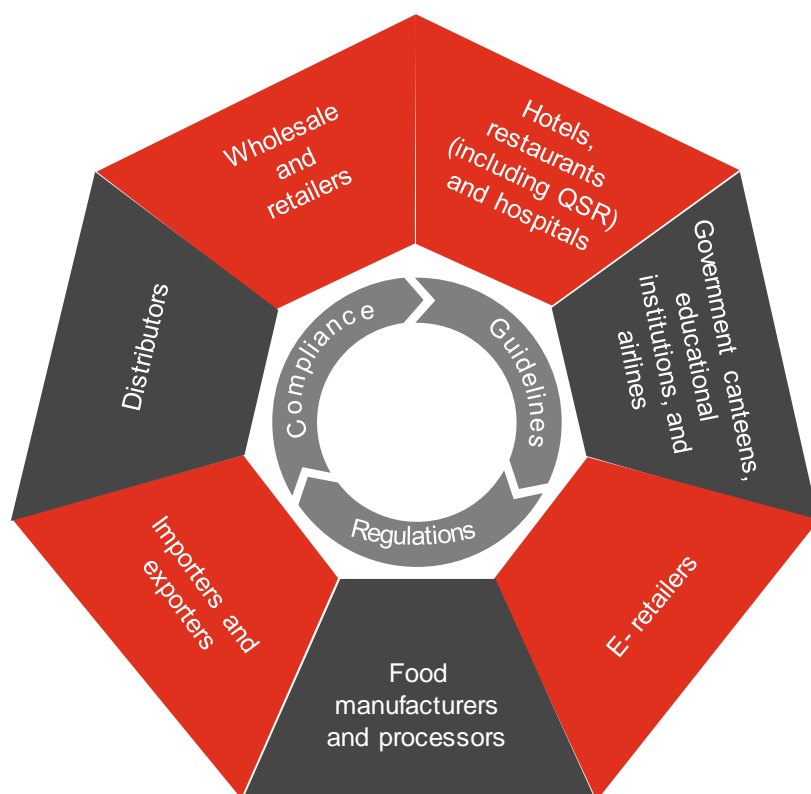 Wholesale
and
retailers
Hotels,
restaurants
(including QSR)
and hospitals
Government canteens,
educational
institutions, and
airlines
E- retailers
Food
manufacturers
and processors
Importers and
exporters
Distributors
Compliance
Guidelines
Regulations